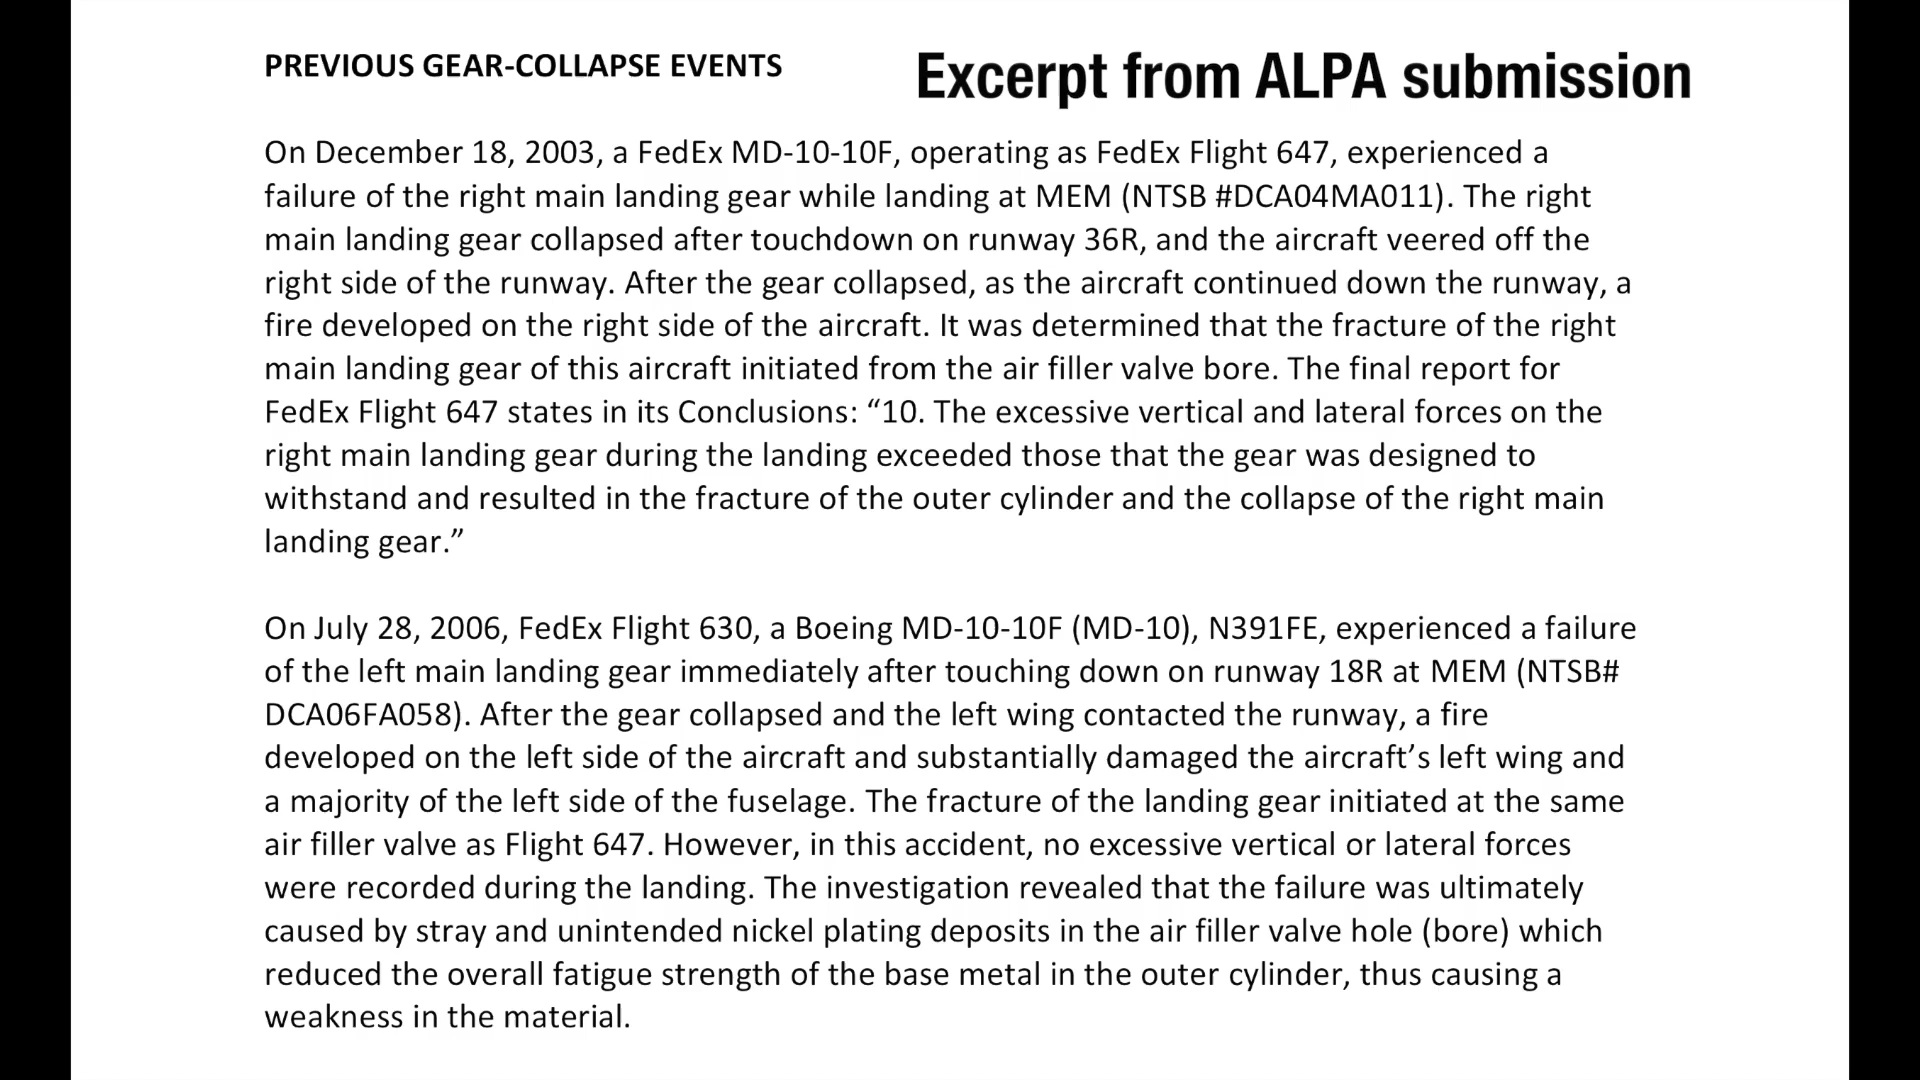 PREVIOUS GEAR-COLLAPSE EVENTS
Excerpt from ALPA submission
On December 18, 2003, a FedEx MD-10-10F, operating as FedEx Flight 647, experienced a
failure of the right main landing gear while landing at MEM (NTSB #DCA04MA011). The right
main landing gear collapsed after touchdown on runway 36R, and the aircraft veered off the
right side of the runway. After the gear collapsed, as the aircraft continued down the runway, a
fire developed on the right side of the aircraft. It was determined that the fracture of the right
main landing gear of this aircraft initiated from the air filler valve bore. The final report for
FedEx Flight 647 states in its Conclusions: “10. The excessive vertical and lateral forces on the
right main landing gear during the landing exceeded those that the gear was designed to
withstand and resulted in the fracture of the outer cylinder and the collapse of the right main
landing gear.”
On July 28, 2006, FedEx Flight 630, a Boeing MD-10-10F (MD-10), N391FE, experienced a failure
of the left main landing gear immediately after touching down on runway 18R at MEM (NTSB#
DCA06FA058). After the gear collapsed and the left wing contacted the runway, a fire
developed on the left side of the aircraft and substantially damaged the aircraft’s left wing and
a majority of the left side of the fuselage. The fracture of the landing gear initiated at the same
air filler valve as Flight 647. However, in this accident, no excessive vertical or lateral forces
were recorded during the landing. The investigation revealed that the failure was ultimately
caused by stray and unintended nickel plating deposits in the air filler valve hole (bore) which
reduced the overall fatigue strength of the base metal in the outer cylinder, thus causing a
weakness in the material.